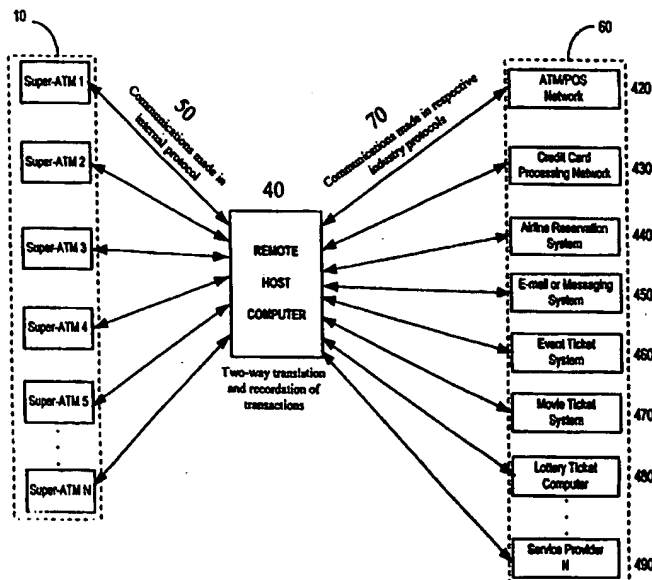 10
Super-ATM 1
Super-ATM 2
Super-ATM 3
Super-ATM 4
Super-ATM 5
Super-ATM N
50
Communications made in
internal protocol
40
REMOTE
HOST
COMPUTER
Two-way translation
and recordation of
transactions
70
Communications made in respective
industry protocols
60
ATM/POS
Network
420
Credit Card
Processing Network
430
Airline Reservation
System
440
E-mail or Messaging
System
450
Event Ticket
System
460
Movie Ticket
System
470
Lottery Ticket
Computer
480
Service Provider
N
490